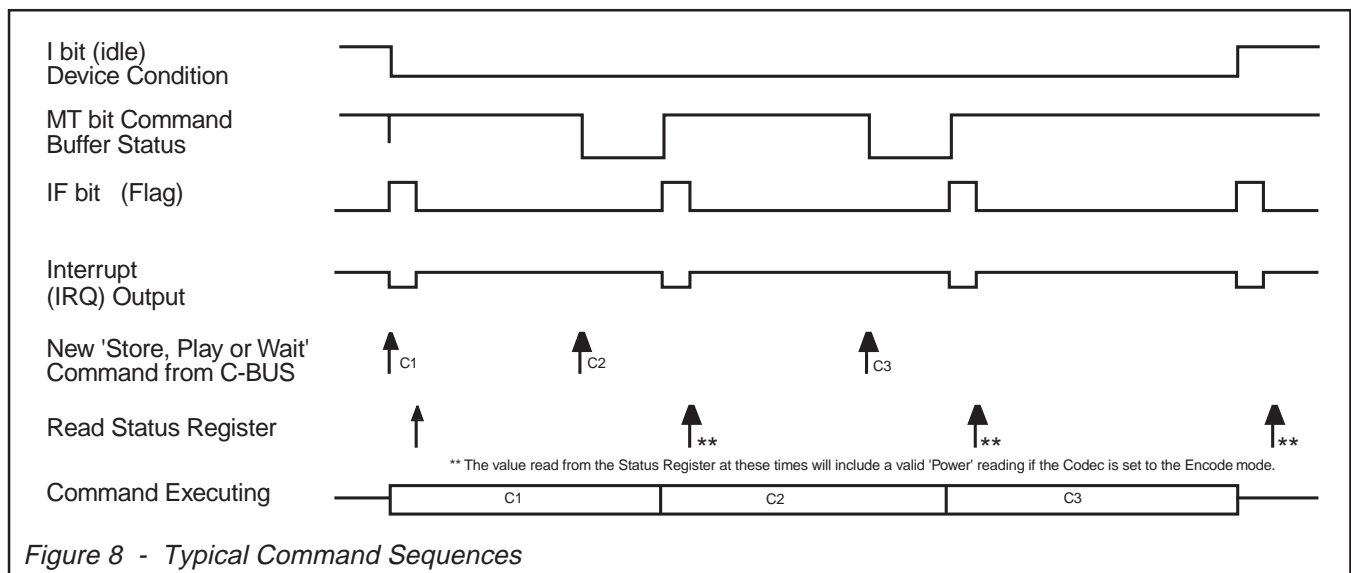 I bit (idle)
Device Condition
MT bit Command
Buffer Status
IF bit (Flag)
Interrupt
(IRQ) Output
New 'Store, Play or Wait'
Command from C-BUS
C1
C2
C3
Read Status Register
**
**
**
** The value read from the Status Register at these times will include a valid 'Power' reading if the Codec is set to the Encode mode.
Command Executing
C1
C2
C3
Figure 8 - Typical Command Sequences